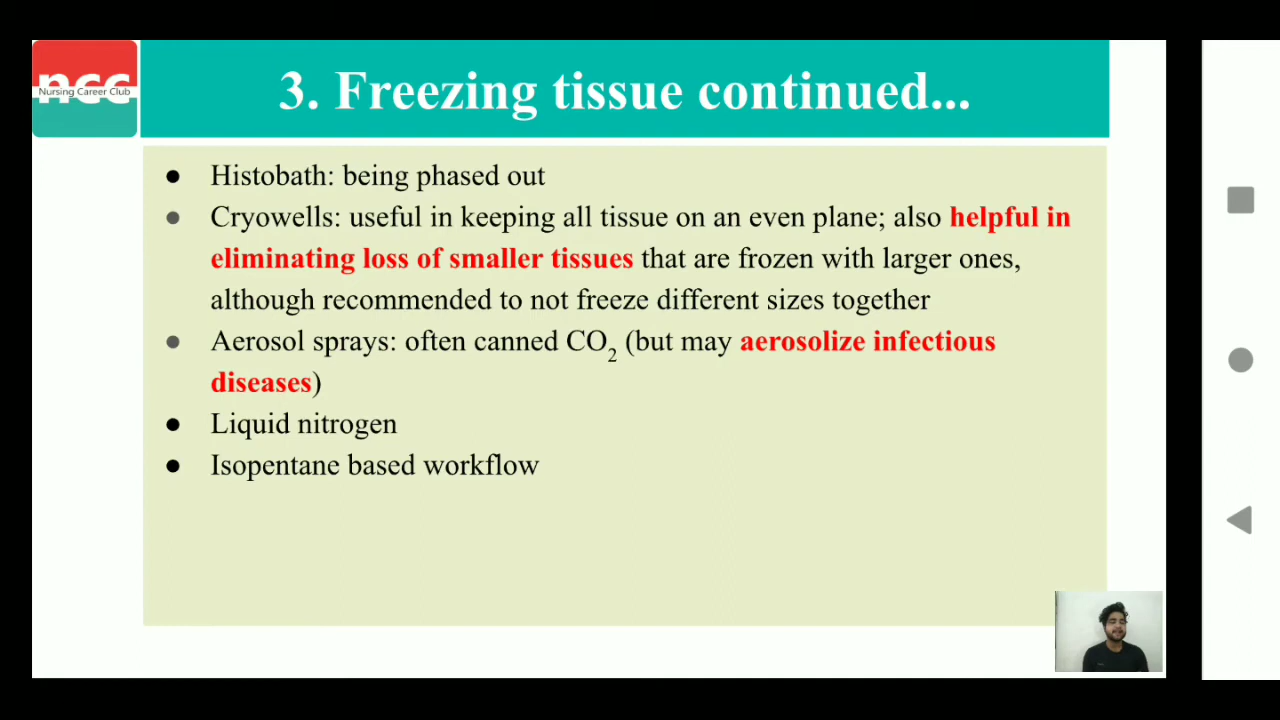 ncc
Nursing Career Club
3. Freezing tissue continued...
● Histobath: being phased out
● Cryowells: useful in keeping all tissue on an even plane; also helpful in
eliminating loss of smaller tissues that are frozen with larger ones,
although recommended to not freeze different sizes together
● Aerosol sprays: often canned CO₂ (but may aerosolize infectious
diseases)
● Liquid nitrogen
● Isopentane based workflow